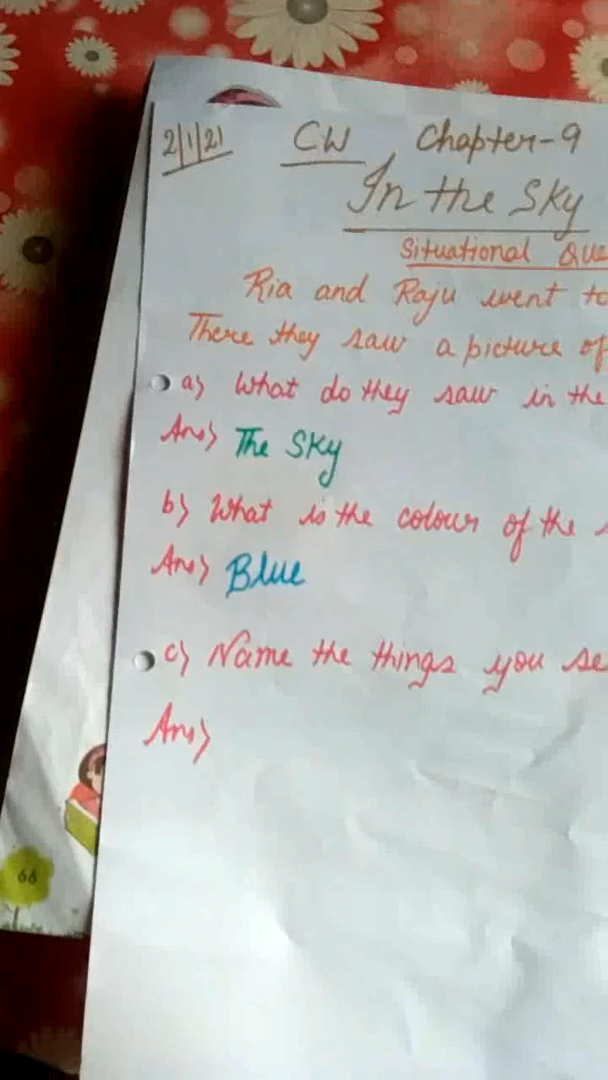 2/1/21 CW Chapter-9
In the Sky
Situational Que
Ria and Raju went to
There they saw a picture of
a) What do they saw in the
Ans) The Sky
b) What is the colour of the s
Ans) Blue
c) Name the things you se
Ans)
66